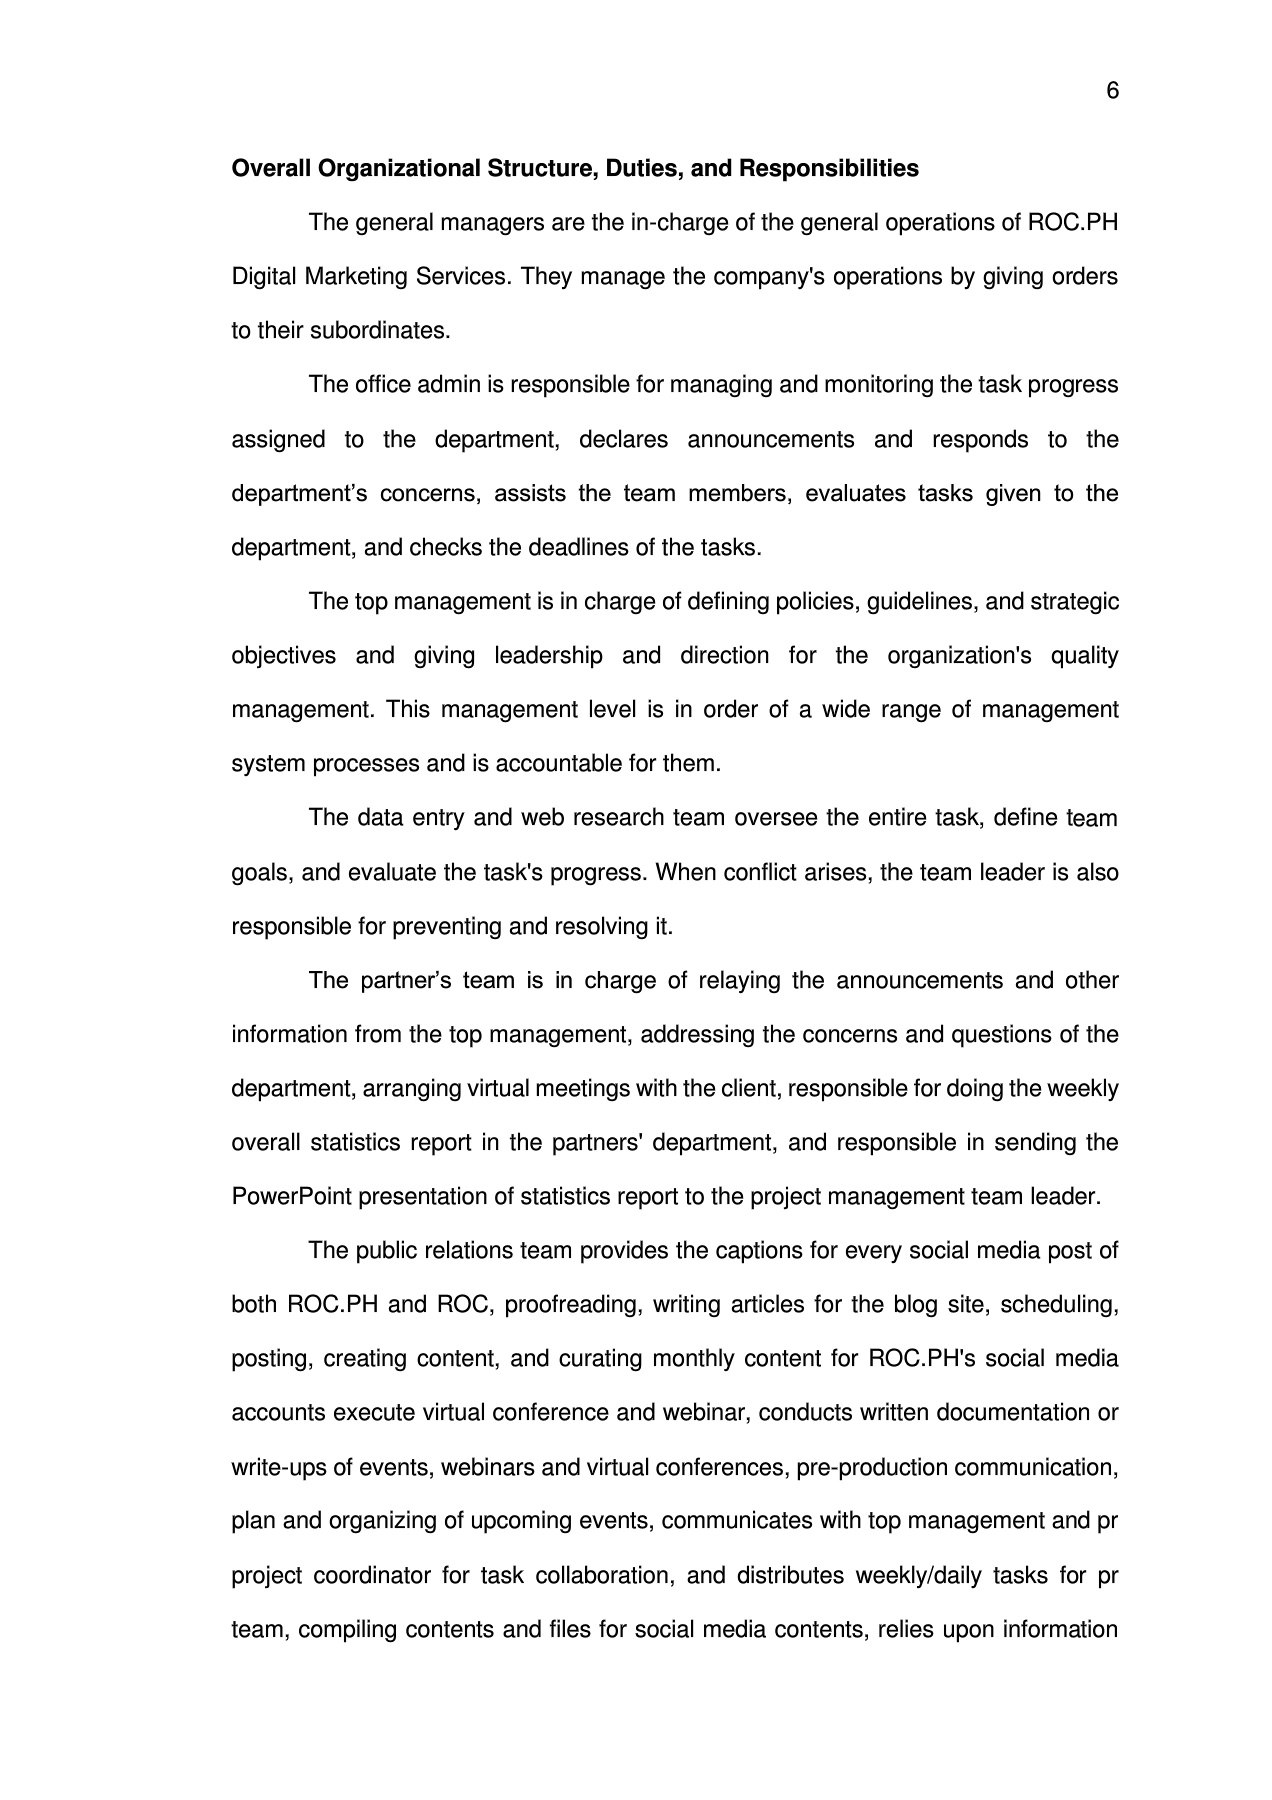 6
Overall Organizational Structure, Duties, and Responsibilities
The general managers are the in-charge of the general operations of ROC.PH
Digital Marketing Services. They manage the company's operations by giving orders
to their subordinates.
The office admin is responsible for managing and monitoring the task progress
assigned to the department, declares announcements and responds to the
department’s concerns, assists the team members, evaluates tasks given to the
department, and checks the deadlines of the tasks.
The top management is in charge of defining policies, guidelines, and strategic
objectives and giving leadership and direction for the organization's quality
management. This management level is in order of a wide range of management
system processes and is accountable for them.
The data entry and web research team oversee the entire task, define team
goals, and evaluate the task's progress. When conflict arises, the team leader is also
responsible for preventing and resolving it.
The partner’s team is in charge of relaying the announcements and other
information from the top management, addressing the concerns and questions of the
department, arranging virtual meetings with the client, responsible for doing the weekly
overall statistics report in the partners' department, and responsible in sending the
PowerPoint presentation of statistics report to the project management team leader.
The public relations team provides the captions for every social media post of
both ROC.PH and ROC, proofreading, writing articles for the blog site, scheduling,
posting, creating content, and curating monthly content for ROC.PH's social media
accounts execute virtual conference and webinar, conducts written documentation or
write-ups of events, webinars and virtual conferences, pre-production communication,
plan and organizing of upcoming events, communicates with top management and pr
project coordinator for task collaboration, and distributes weekly/daily tasks for pr
team, compiling contents and files for social media contents, relies upon information